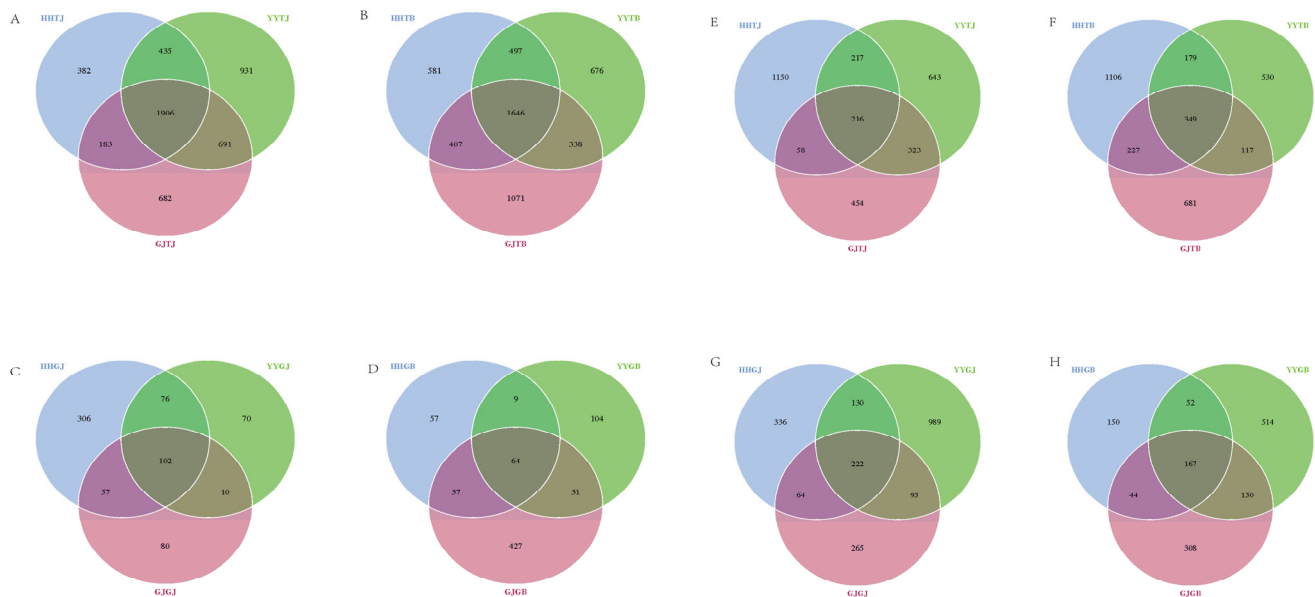 A
HHTJ
YYTJ
435
382
931
1906
183
691
682
GJTJ
B
HHTB
YYTB
497
581
676
1646
407
338
1071
GJTB
E
HHTJ
YYTJ
217
1150
643
216
58
323
454
GJTJ
F
HHTB
YYTB
179
1106
530
349
227
117
681
GJTB
C
HHGJ
YYGJ
76
306
70
102
37
10
80
GJGJ
D
HHGB
YYGB
9
57
104
64
37
31
427
GJGB
G
HHGJ
YYGJ
130
336
989
222
64
93
265
GJGJ
H
HHGB
YYGB
52
150
514
167
44
130
308
GJGB